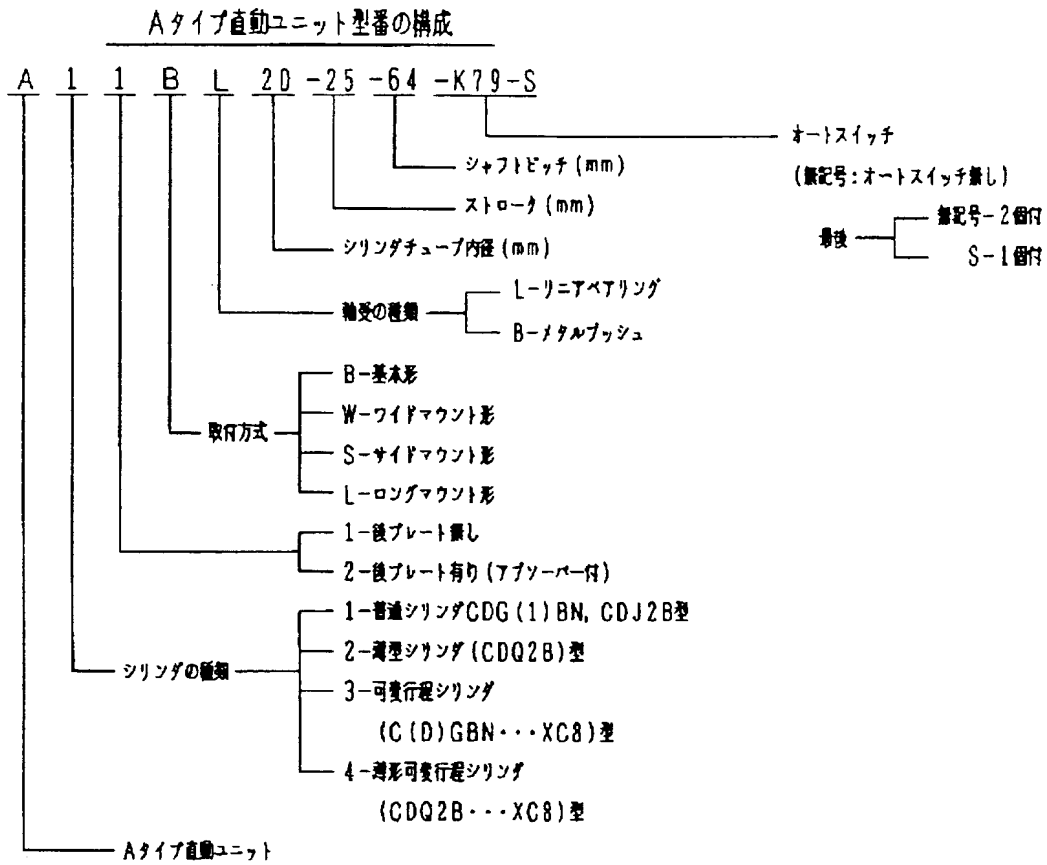 Aタイプ直動ユニット型番の構成
A 1 1 B L 20 -25 -64 -K79-S
オートスイッチ
シャフトピッチ(mm)
(無記号:オートスイッチ無し)
ストローク(mm)
無記号-2個付
最後
シリンダチューブ内径(mm)
S-1個付
L-リニアベアリング
軸受の種類
B-メタルブッシュ
B-基本形
W-ワイドマウント形
取付方式
S-サイドマウント形
L-ロングマウント形
1-後プレート無し
2-後プレート有り(アブソーバー付)
1-普通シリンダCDG(1)BN, CDJ2B型
2-薄型シリンダ(CDQ2B)型
シリンダの種類
3-可変行程シリンダ
(C(D)GBN・・・XC8)型
4-薄形可変行程シリンダ
(CDQ2B・・・XC8)型
Aタイプ直動ユニット